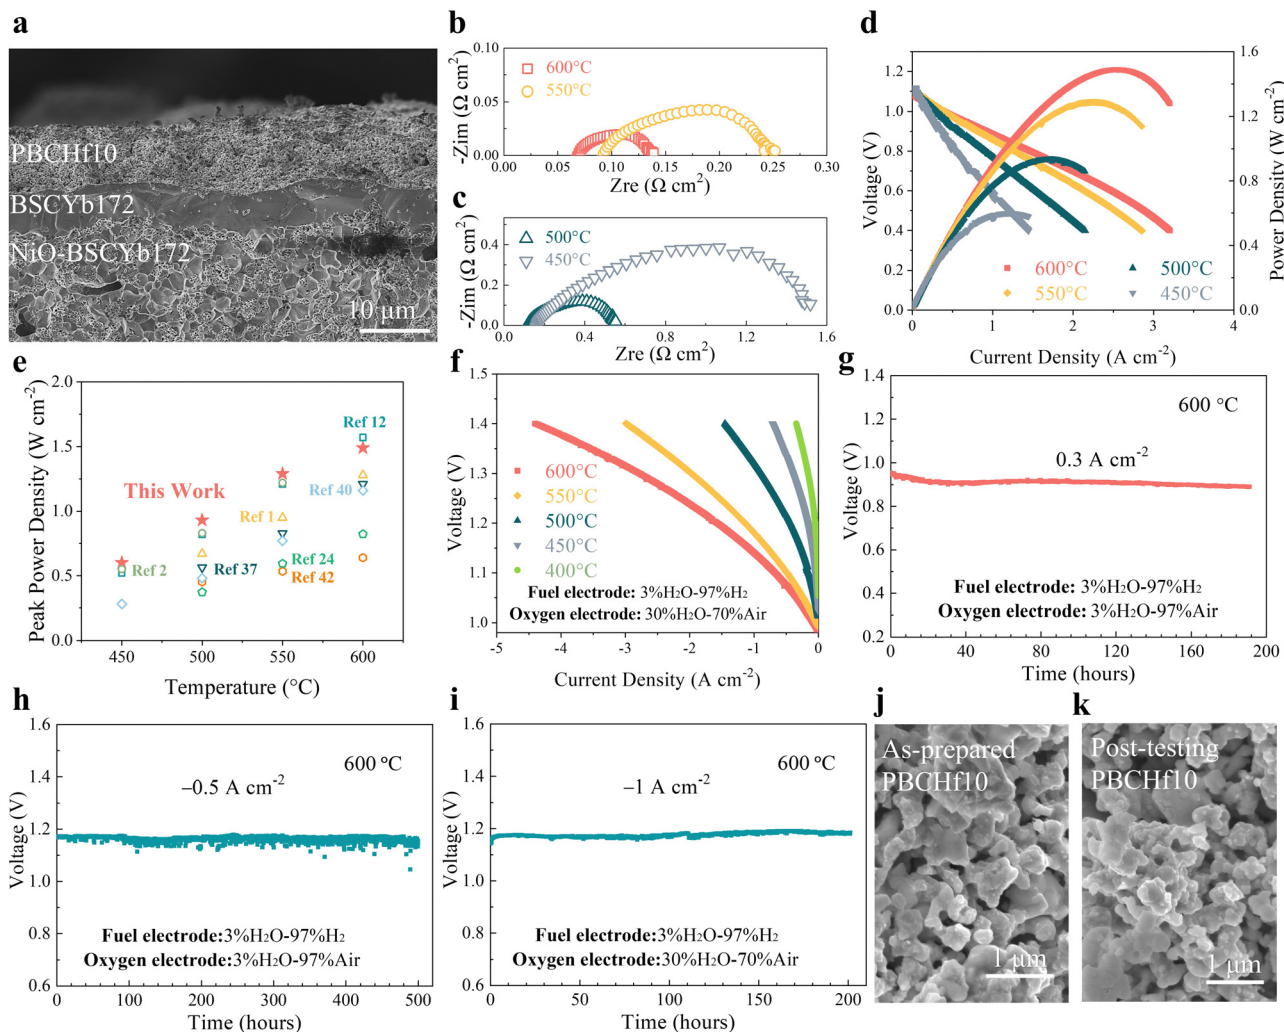 a
PBCHf10
BSCYb172
NiO-BSCYb172
10 μm
b
0.10
0.05
0.00
-Zim (Ω cm²)
600°C
550°C
0.00 0.05 0.10 0.15 0.20 0.25 0.30
Zre (Ω cm²)
c
0.4
0.2
0.0
-Zim (Ω cm²)
500°C
450°C
0.4 0.8 1.2 1.6
Zre (Ω cm²)
d
1.2
1.0
0.8
0.6
0.4
0.2
0.0
Voltage (V)
1.6
1.4
1.2
1.0
0.8
0.6
0.4
0.2
0.0
Power Density (W cm⁻²)
600°C 500°C
550°C 450°C
0 1 2 3 4
Current Density (A cm⁻²)
e
2.0
1.5
1.0
0.5
0.0
Peak Power Density (W cm⁻²)
Ref 12
This Work
Ref 40
Ref 1
Ref 2
Ref 37
Ref 24
Ref 42
450 500 550 600
Temperature (°C)
f
1.5
1.4
1.3
1.2
1.1
1.0
Voltage (V)
600°C
550°C
500°C
450°C
400°C
Fuel electrode: 3%H₂O-97%H₂
Oxygen electrode: 30%H₂O-70%Air
-5 -4 -3 -2 -1 0
Current Density (A cm⁻²)
g
1.4
1.2
1.0
0.8
0.6
0.4
0.2
Voltage (V)
600 °C
0.3 A cm⁻²
Fuel electrode: 3%H₂O-97%H₂
Oxygen electrode: 3%H₂O-97%Air
0 40 80 120 160 200
Time (hours)
h
1.6
1.4
1.2
1.0
0.8
0.6
Voltage (V)
600 °C
−0.5 A cm⁻²
Fuel electrode:3%H₂O-97%H₂
Oxygen electrode:3%H₂O-97%Air
0 100 200 300 400 500
Time (hours)
i
1.6
1.4
1.2
1.0
0.8
0.6
Voltage (V)
600 °C
−1 A cm⁻²
Fuel electrode:3%H₂O-97%H₂
Oxygen electrode:30%H₂O-70%Air
0 50 100 150 200
Time (hours)
j
As-prepared
PBCHf10
1 μm
k
Post-testing
PBCHf10
1 μm